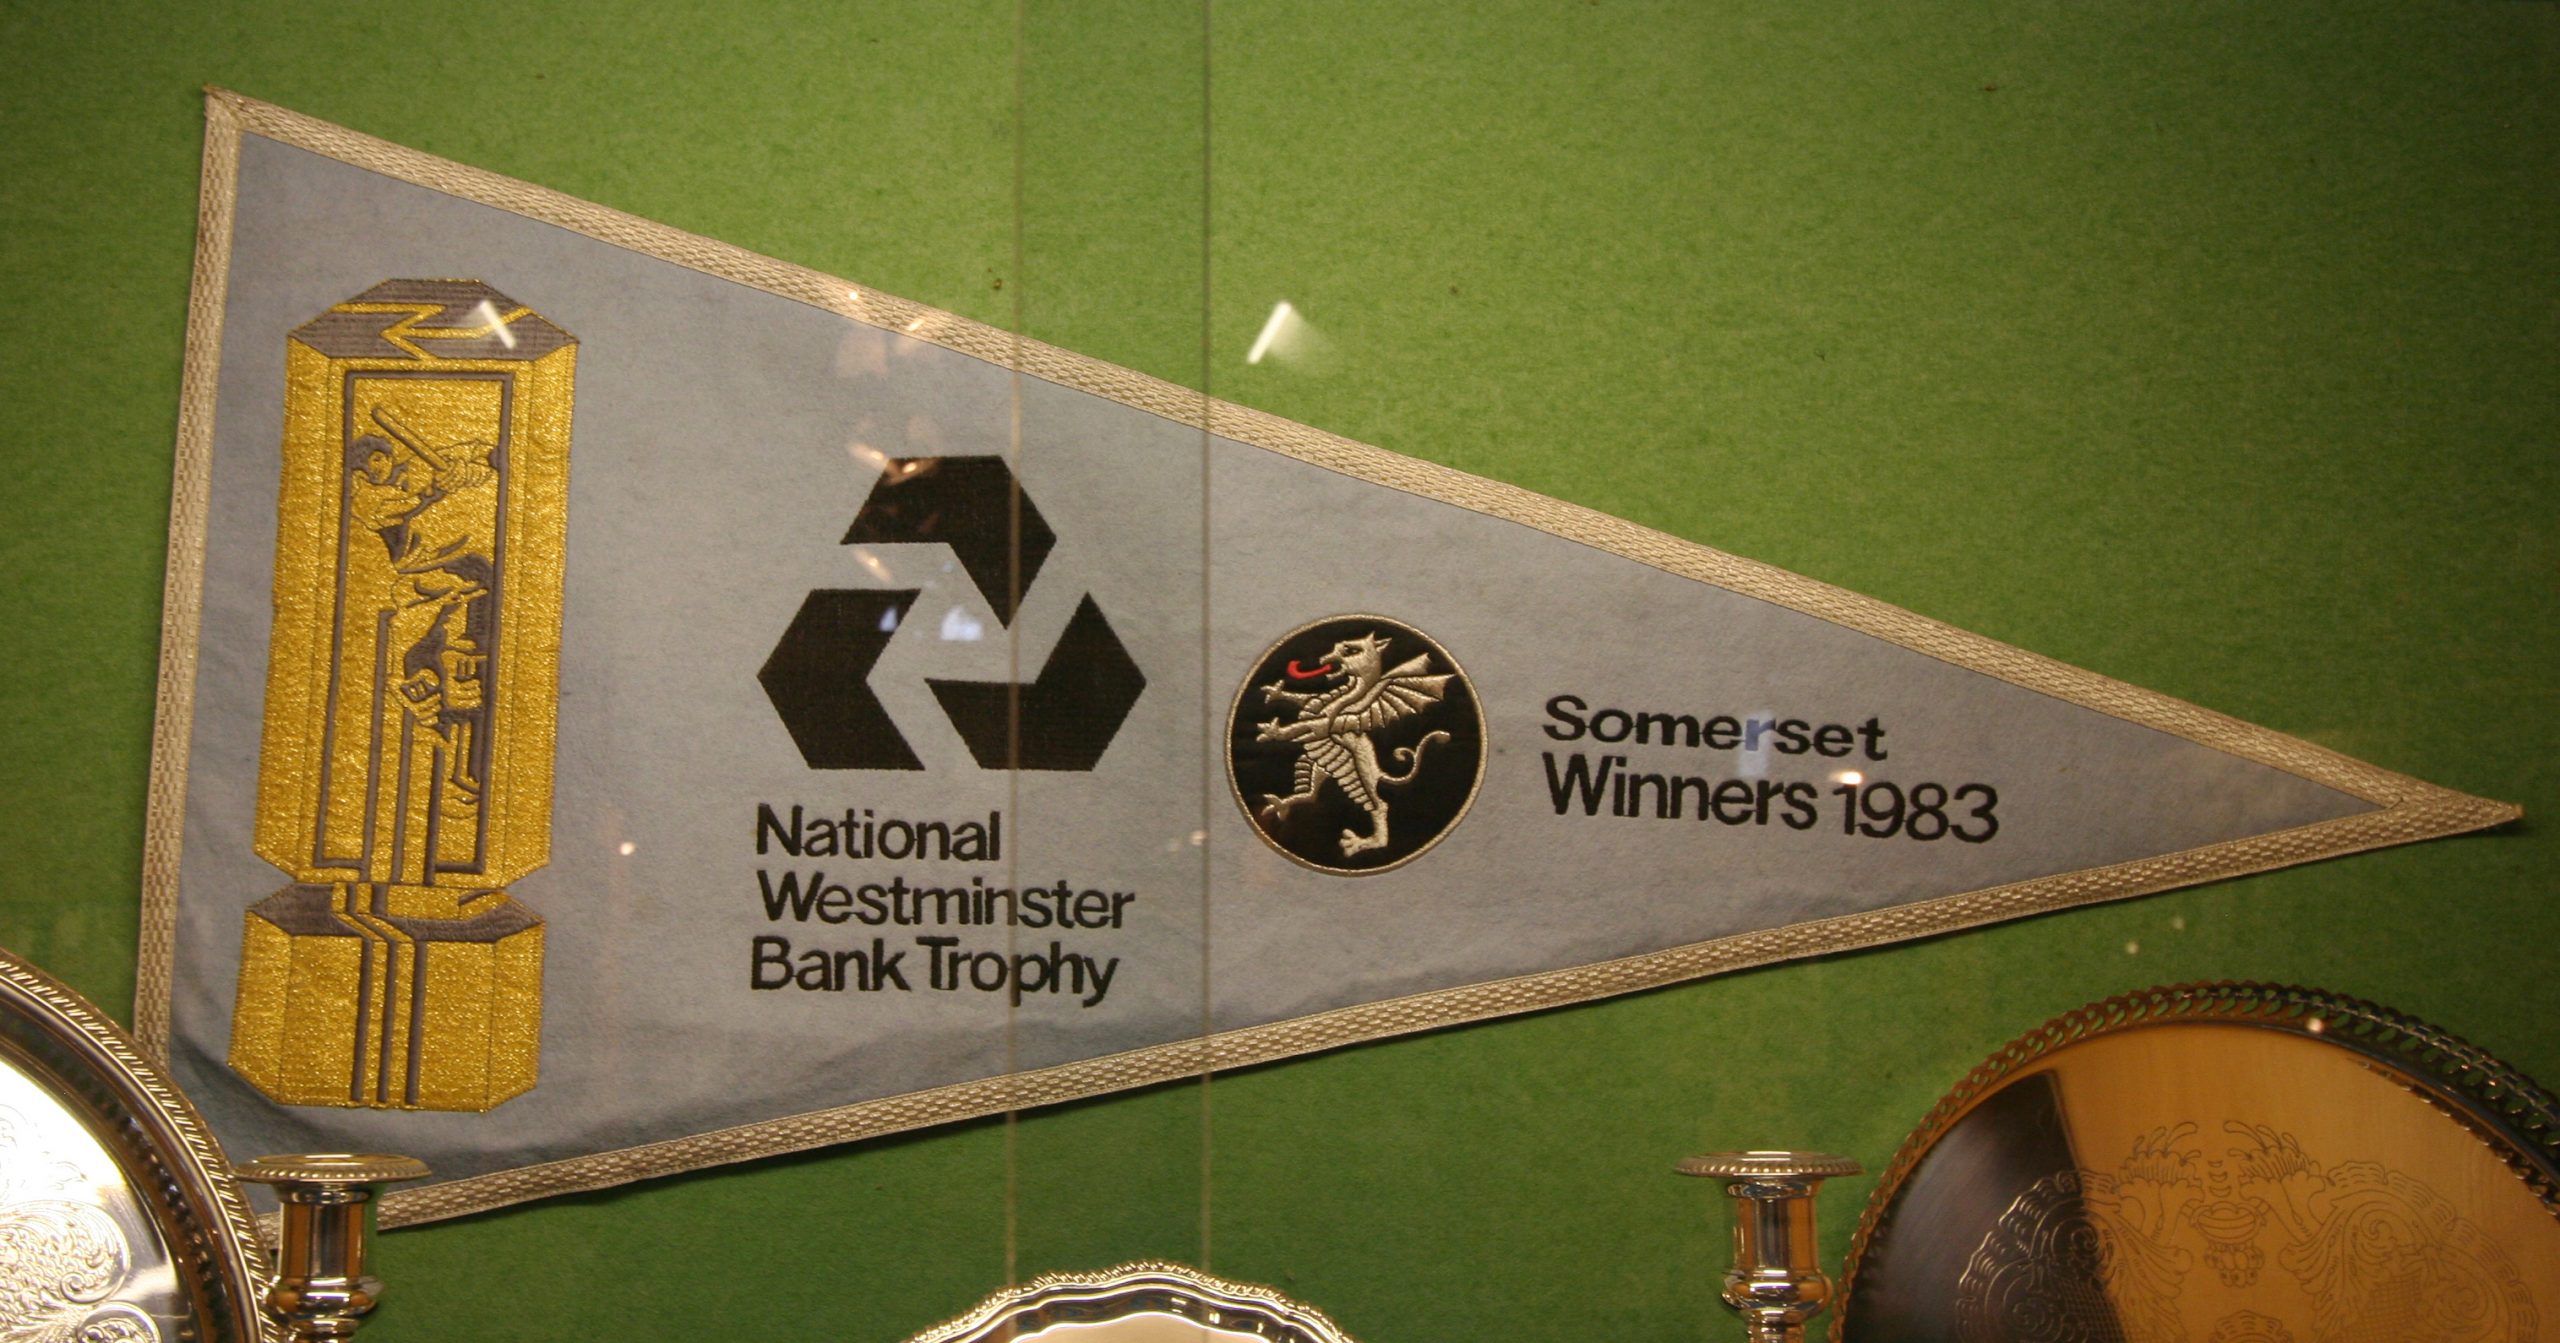 National
Westminster
Bank Trophy
Somerset
Winners 1983